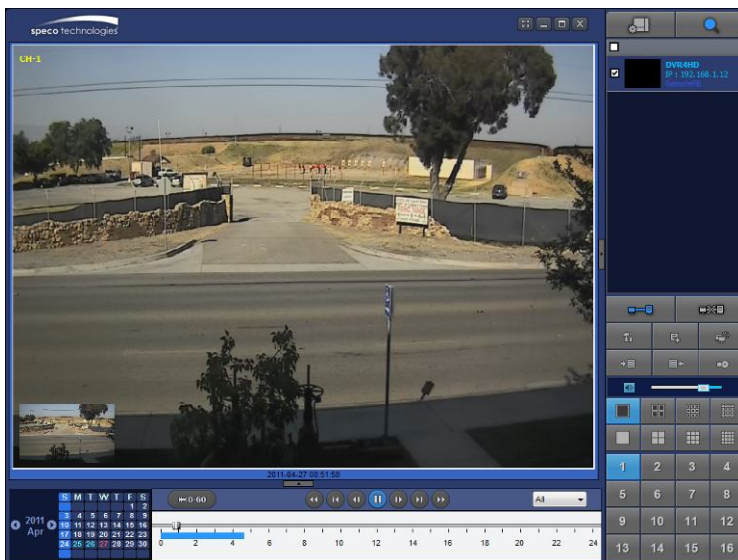 speco technologies
CH-1
DVR4HD
IP : 192.168.1.12
2011-04-27 00:51:58
0-60
All
2011
Apr
S M T W T F S
1 2
3 4 5 6 7 8 9
10 11 12 13 14 15 16
17 18 19 20 21 22 23
24 25 26 27 28 29 30
0 2 4 6 8 10 12 14 16 18 20 22 24
1 2 3 4
5 6 7 8
9 10 11 12
13 14 15 16